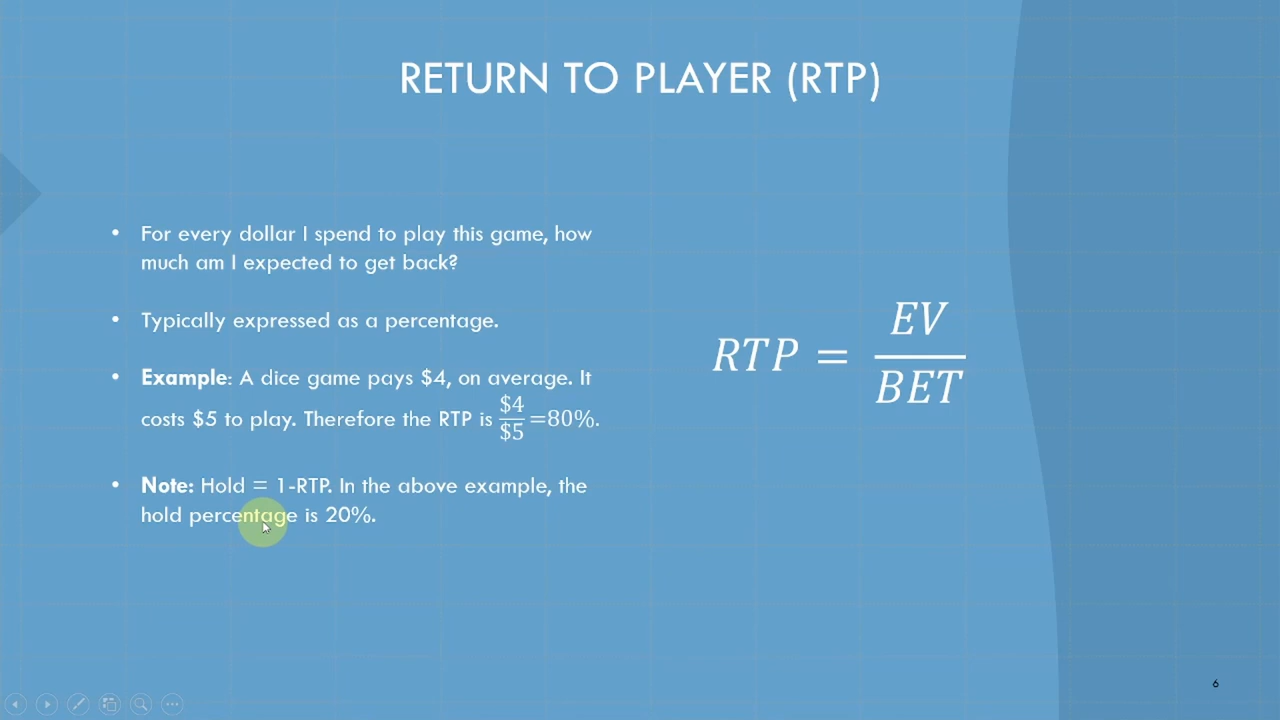 RETURN TO PLAYER (RTP)
• For every dollar I spend to play this game, how
much am I expected to get back?
• Typically expressed as a percentage.
• Example: A dice game pays $4, on average. It
costs $5 to play. Therefore the RTP is $4/$5=80%.
• Note: Hold = 1-RTP. In the above example, the
hold percentage is 20%.
RTP = EV/BET
6